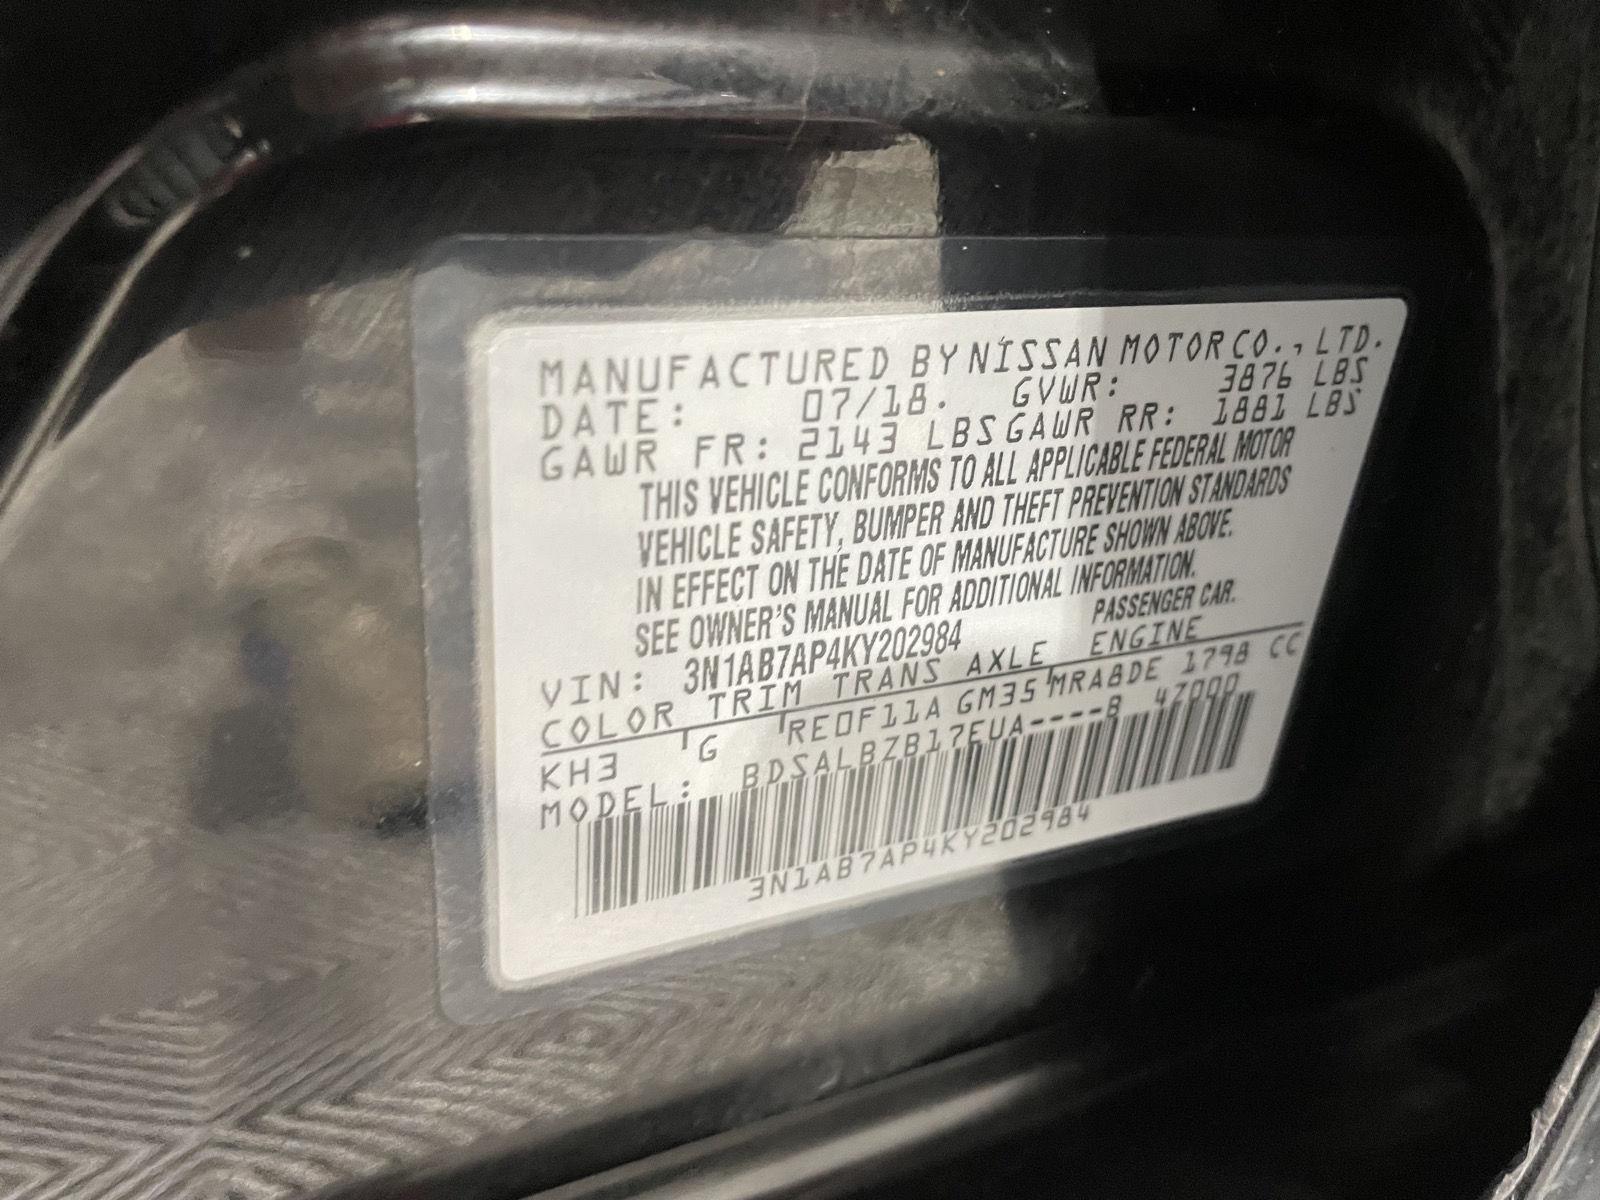 MANUFACTURED BY NISSAN MOTOR CO., LTD.
DATE: 07/18. GVWR: 3876 LBS
GAWR FR: 2143 LBS GAWR RR: 1881 LBS
THIS VEHICLE CONFORMS TO ALL APPLICABLE FEDERAL MOTOR
VEHICLE SAFETY, BUMPER AND THEFT PREVENTION STANDARDS
IN EFFECT ON THE DATE OF MANUFACTURE SHOWN ABOVE.
SEE OWNER'S MANUAL FOR ADDITIONAL INFORMATION.
VIN: 3N1AB7AP4KY202984 PASSENGER CAR.
COLOR TRIM TRANS AXLE ENGINE
KH3 G RE0F11A GM35 MRA8DE 1798 CC
MODEL: BDSALBZB17EUA----B 47000
3N1AB7AP4KY202984